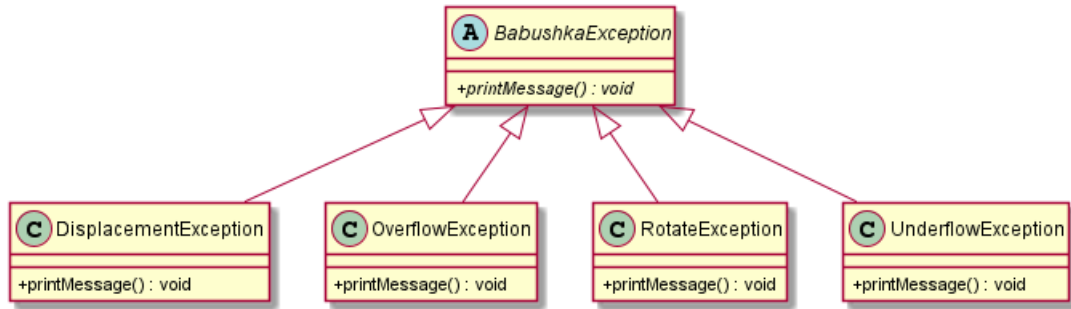 A BabushkaException
+printMessage() : void
C DisplacementException
+printMessage() : void
C OverflowException
+printMessage() : void
C RotateException
+printMessage() : void
C UnderflowException
+printMessage() : void